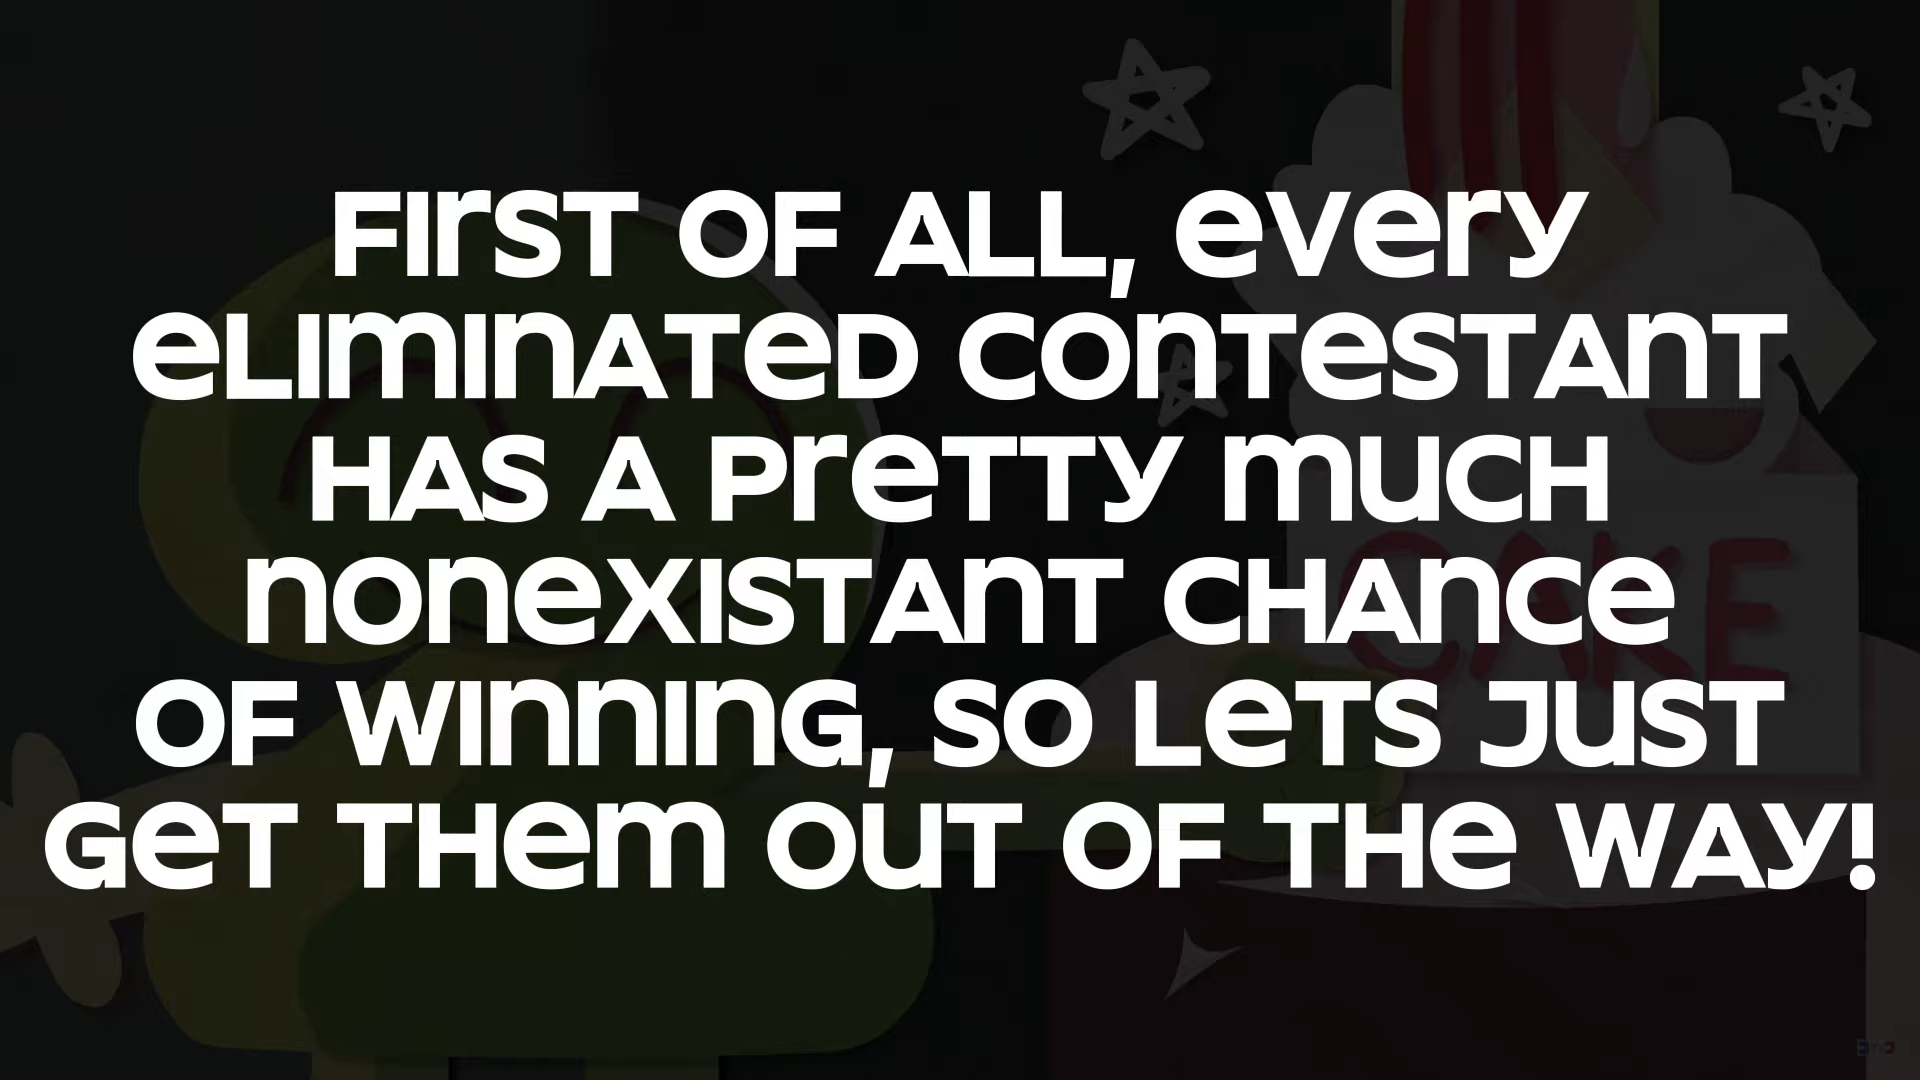 FIrST OF ALL, every
eLIMInATeD COnTeSTAnT
HAS A PreTTY MuCH
nOneXISTAnT CHAnCe
OF WInnInG, SO LeTS JuST
GeT THeM OuT OF THe WAY!
CAKE